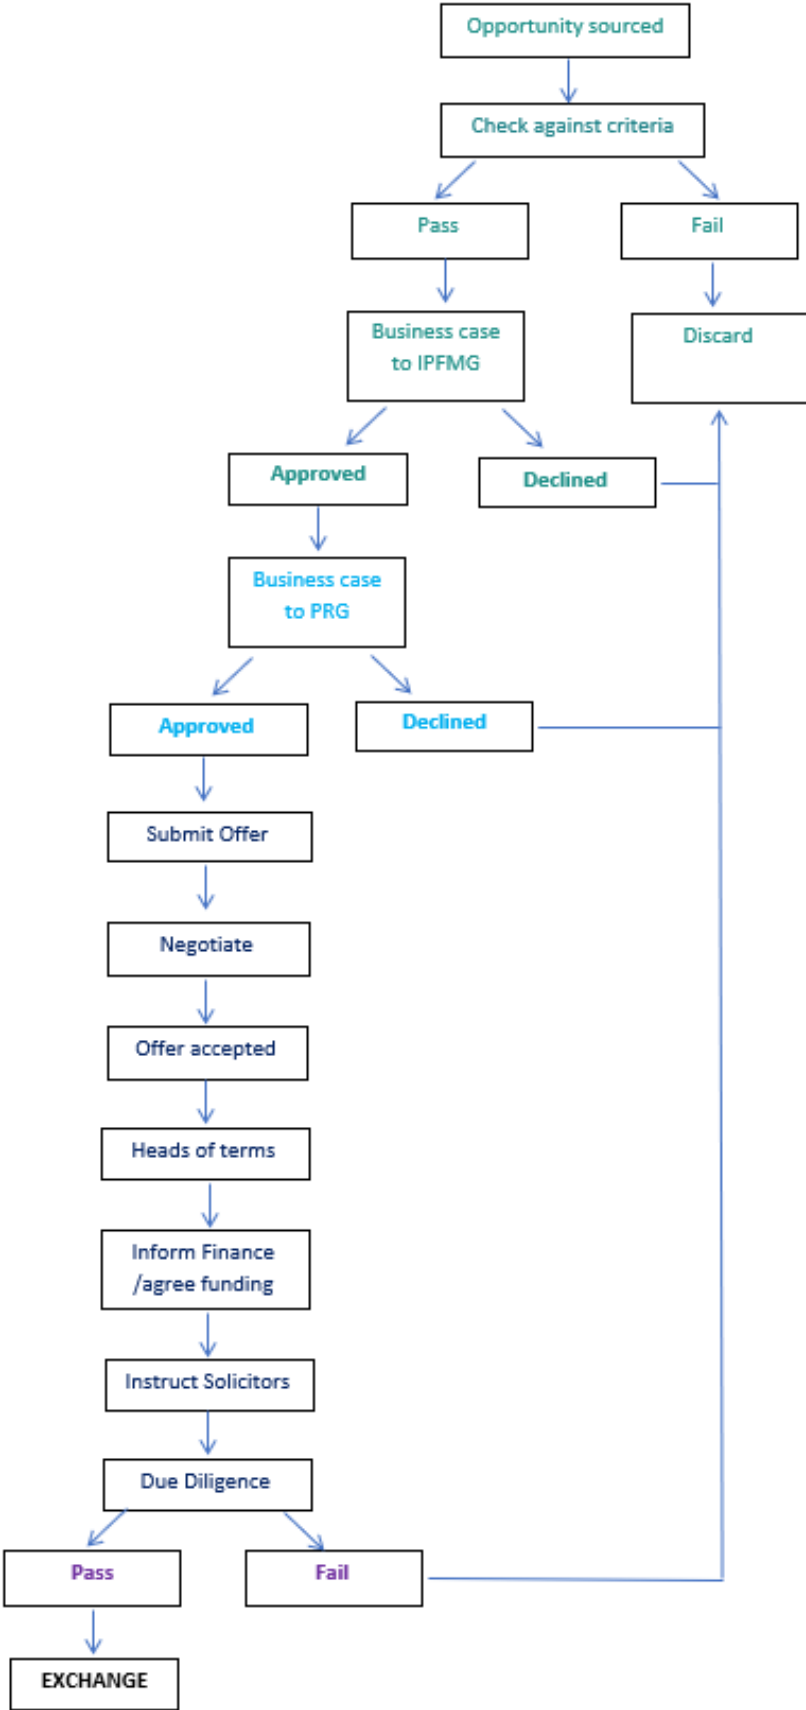 Opportunity sourced
Check against criteria
Pass
Fail
Business case
to IPFMG
Discard
Approved
Declined
Business case
to PRG
Approved
Declined
Submit Offer
Negotiate
Offer accepted
Heads of terms
Inform Finance
/agree funding
Instruct Solicitors
Due Diligence
Pass
Fail
EXCHANGE